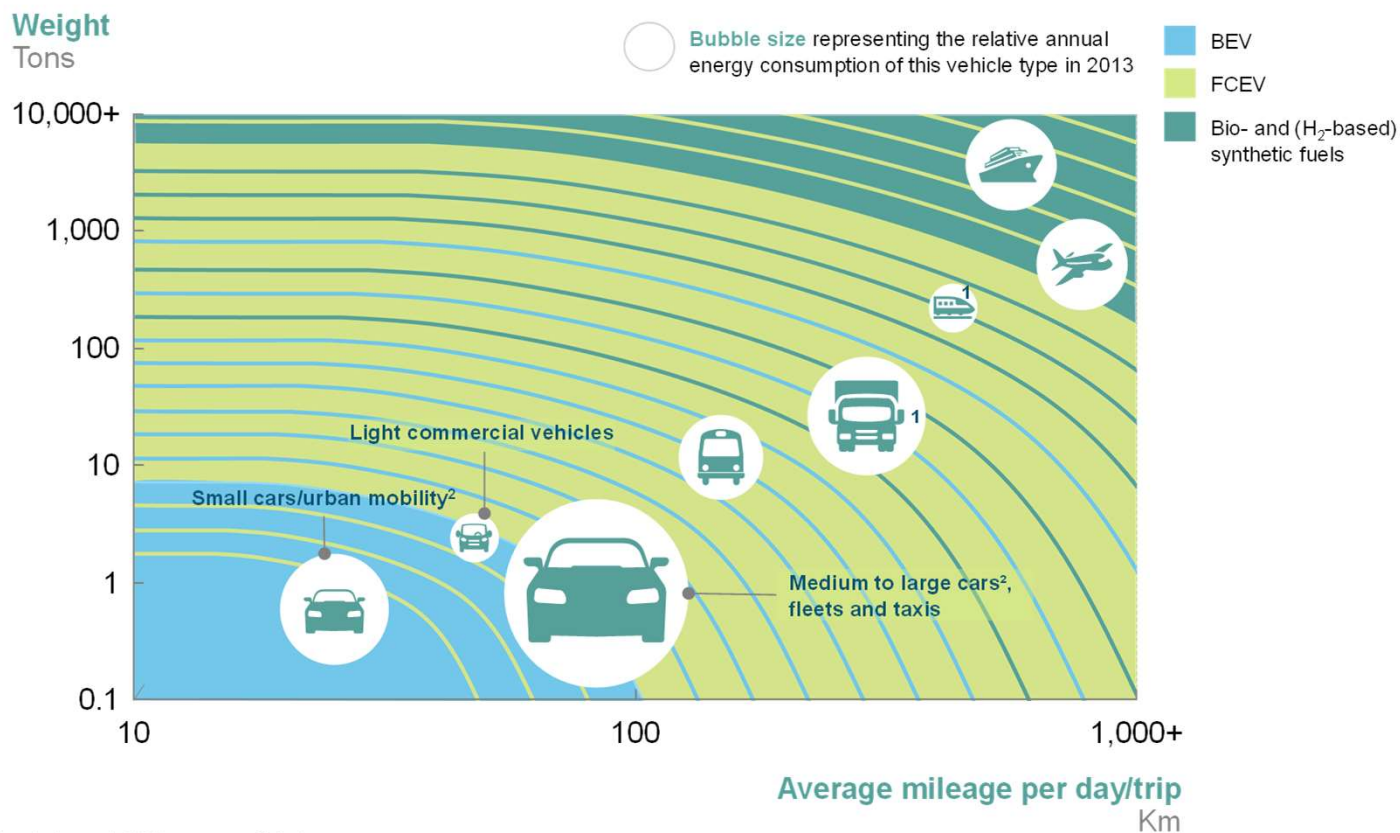 Weight
Tons
Bubble size representing the relative annual
energy consumption of this vehicle type in 2013
BEV
FCEV
Bio- and (H₂-based)
synthetic fuels
10,000+
1,000
100
10
1
0.1
1
1
Light commercial vehicles
Small cars/urban mobility²
Medium to large cars²,
fleets and taxis
10
100
1,000+
Average mileage per day/trip
Km